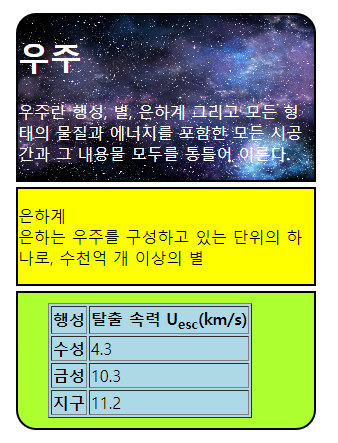 우주
우주란 행성, 별, 은하계 그리고 모든 형
태의 물질과 에너지를 포함한 모든 시공
간과 그 내용물 모두를 통틀어 이른다.
은하계
은하는 우주를 구성하고 있는 단위의 하
나로, 수천억 개 이상의 별
행성 탈출 속력 Uesc(km/s)
수성 4.3
금성 10.3
지구 11.2